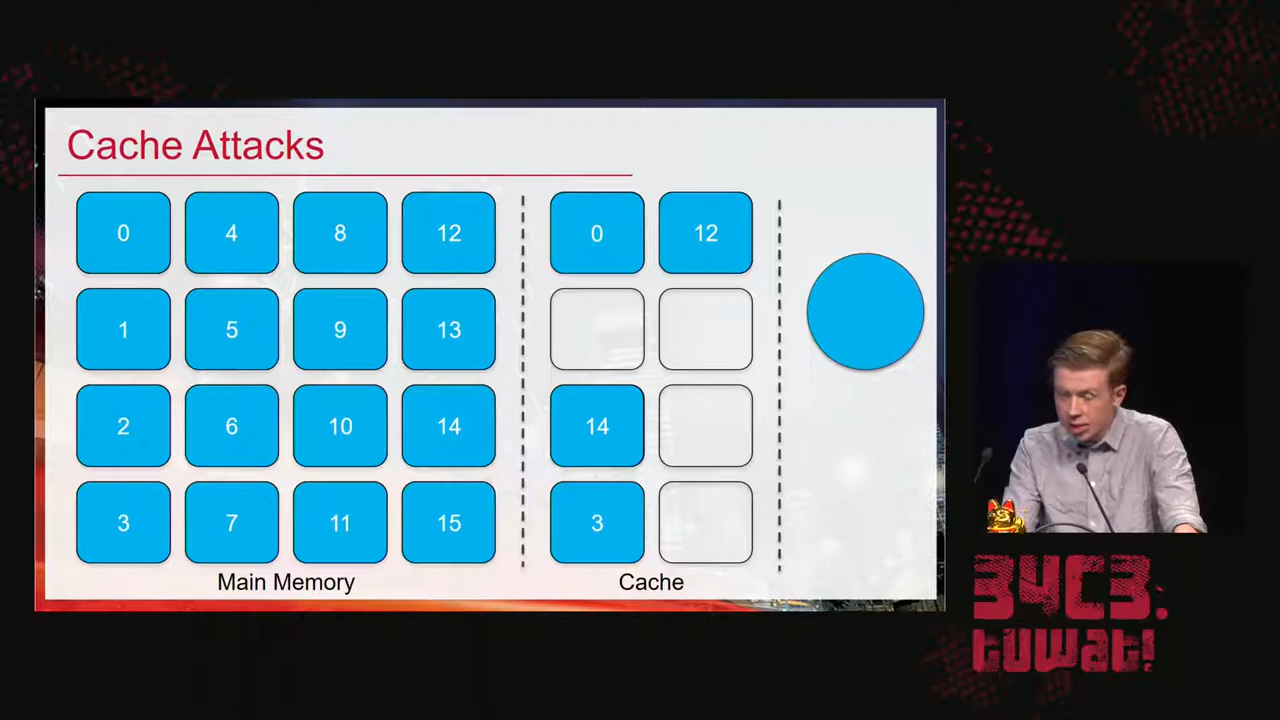 Cache Attacks
0 4 8 12 0 12
1 5 9 13
2 6 10 14 14
3 7 11 15 3
Main Memory Cache
34C3.
tuwat!